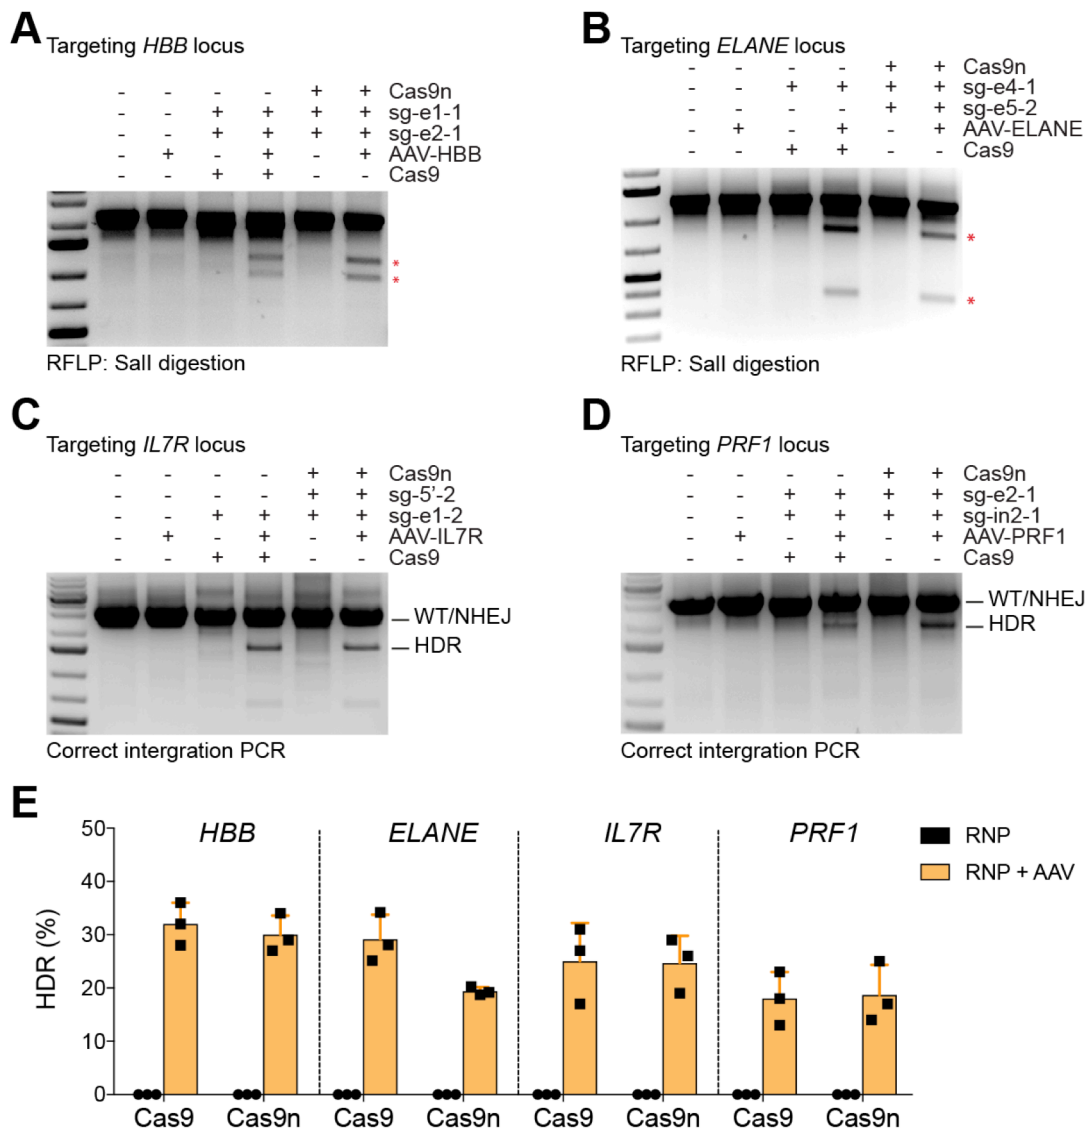 A
Targeting HBB locus
- - - - + + Cas9n
- - + + + + sg-e1-1
- - + + + + sg-e2-1
- + - + - + AAV-HBB
- - + + - - Cas9
*
*
RFLP: SalI digestion
B
Targeting ELANE locus
- - - - + + Cas9n
- - + + + + sg-e4-1
- - - - + + sg-e5-2
- + - + - + AAV-ELANE
- - + + - - Cas9
*
*
RFLP: SalI digestion
C
Targeting IL7R locus
- - - - + + Cas9n
- - - - + + sg-5'-2
- - + + + + sg-e1-2
- + - + - + AAV-IL7R
- - + + - - Cas9
WT/NHEJ
HDR
Correct intergration PCR
D
Targeting PRF1 locus
- - - - + + Cas9n
- - + + + + sg-e2-1
- - + + + + sg-in2-1
- + - + - + AAV-PRF1
- - + + - - Cas9
WT/NHEJ
HDR
Correct intergration PCR
E
HBB ELANE IL7R PRF1
50
40
30
20
10
0
HDR (%)
Cas9 Cas9n Cas9 Cas9n Cas9 Cas9n Cas9 Cas9n
RNP
RNP + AAV